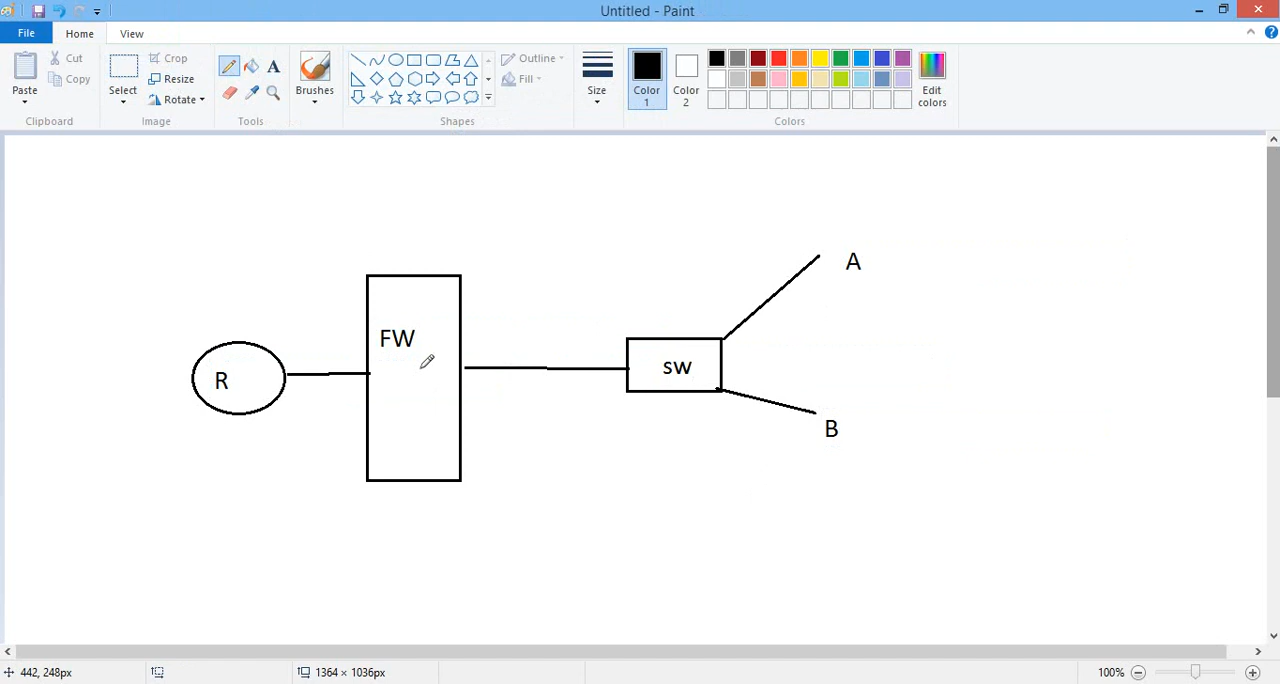 Untitled - Paint
File Home View
Paste
Cut
Copy
Clipboard
Select
Crop
Resize
Rotate
Image
A
Tools
Brushes
Shapes
Outline
Fill
Size
Color 1
Color 2
Edit colors
Colors
A
FW
sw
R
B
442, 248px
1364 × 1036px
100%